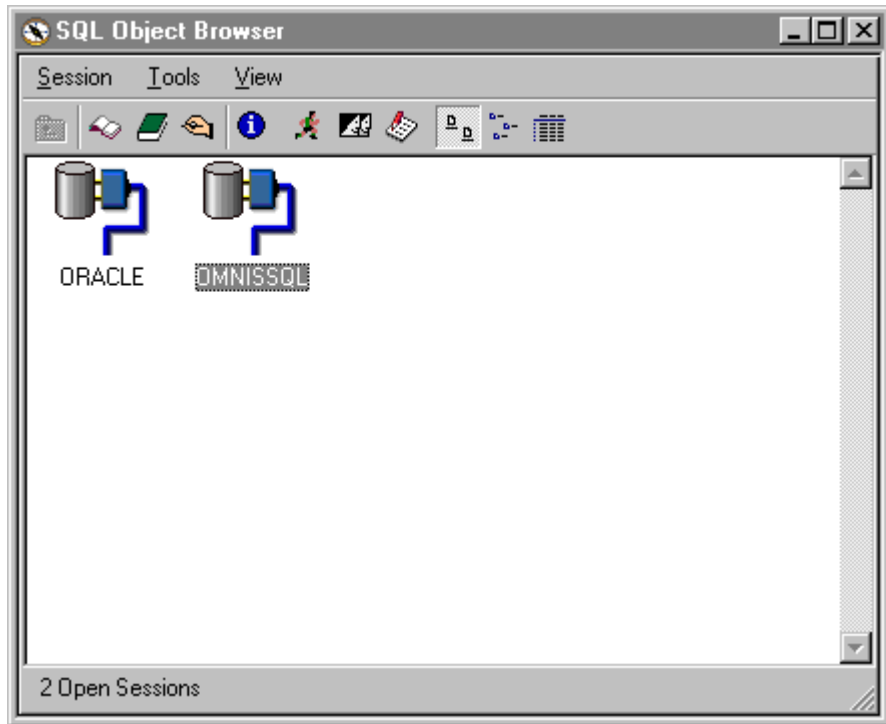 SQL Object Browser
Session Tools View
ORACLE OMNISSQL
2 Open Sessions